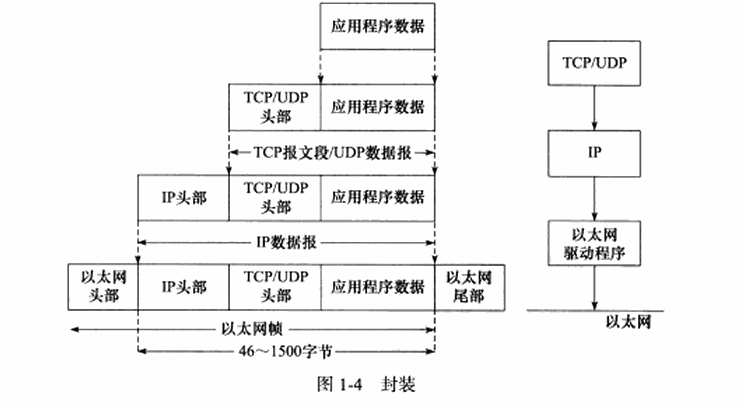 应用程序数据
TCP/UDP
头部
应用程序数据
TCP报文段/UDP数据报
IP头部
TCP/UDP
头部
应用程序数据
IP数据报
以太网
头部
IP头部
TCP/UDP
头部
应用程序数据
以太网
尾部
以太网帧
46～1500字节
TCP/UDP
IP
以太网
驱动程序
以太网
图 1-4 封装